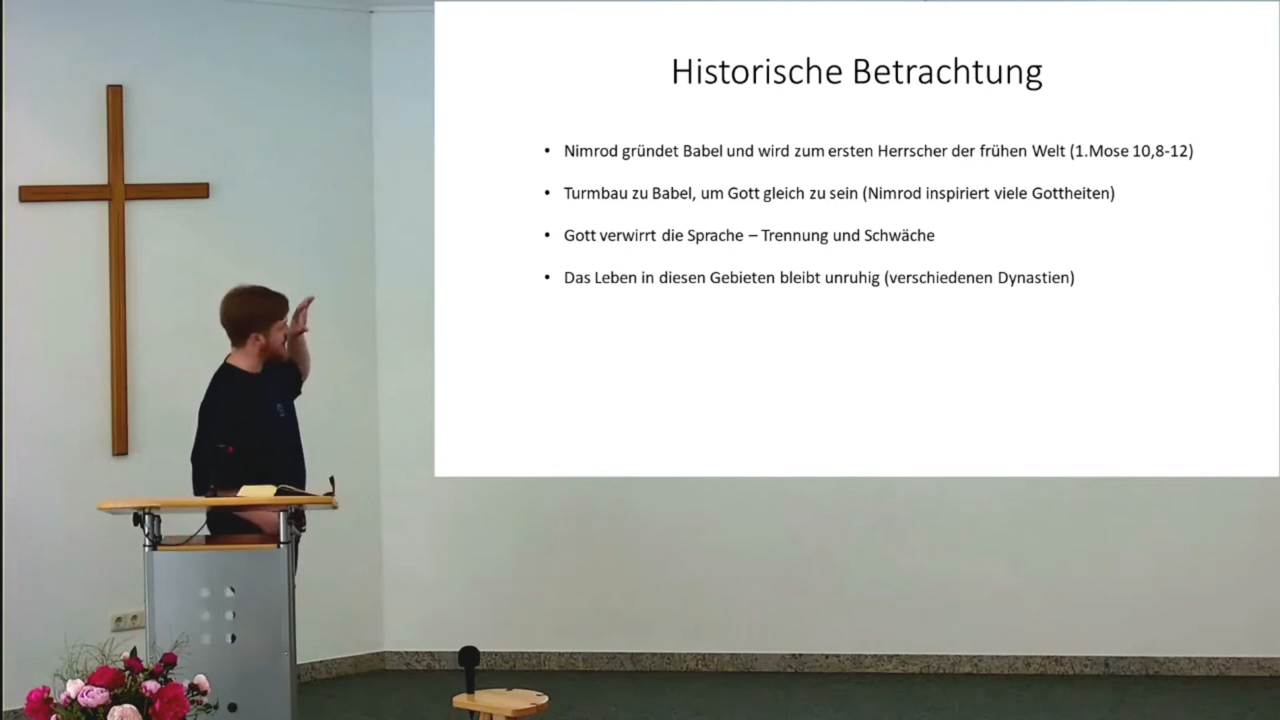 Historische Betrachtung
• Nimrod gründet Babel und wird zum ersten Herrscher der frühen Welt (1.Mose 10,8-12)
• Turmbau zu Babel, um Gott gleich zu sein (Nimrod inspiriert viele Gottheiten)
• Gott verwirrt die Sprache – Trennung und Schwäche
• Das Leben in diesen Gebieten bleibt unruhig (verschiedenen Dynastien)